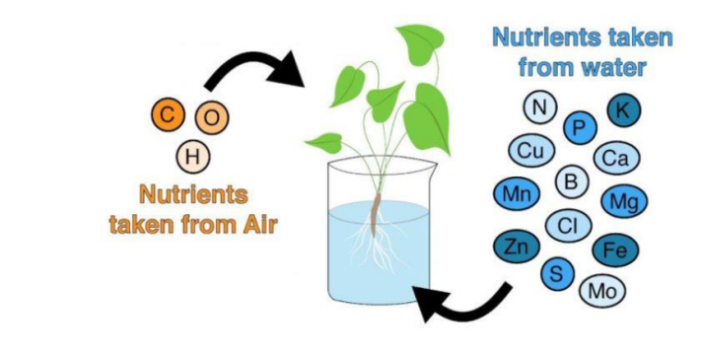 Nutrients taken
from water
N
K
P
Cu
Ca
B
Mn
Mg
Cl
Zn
Fe
S
Mo
C
O
H
Nutrients
taken from Air